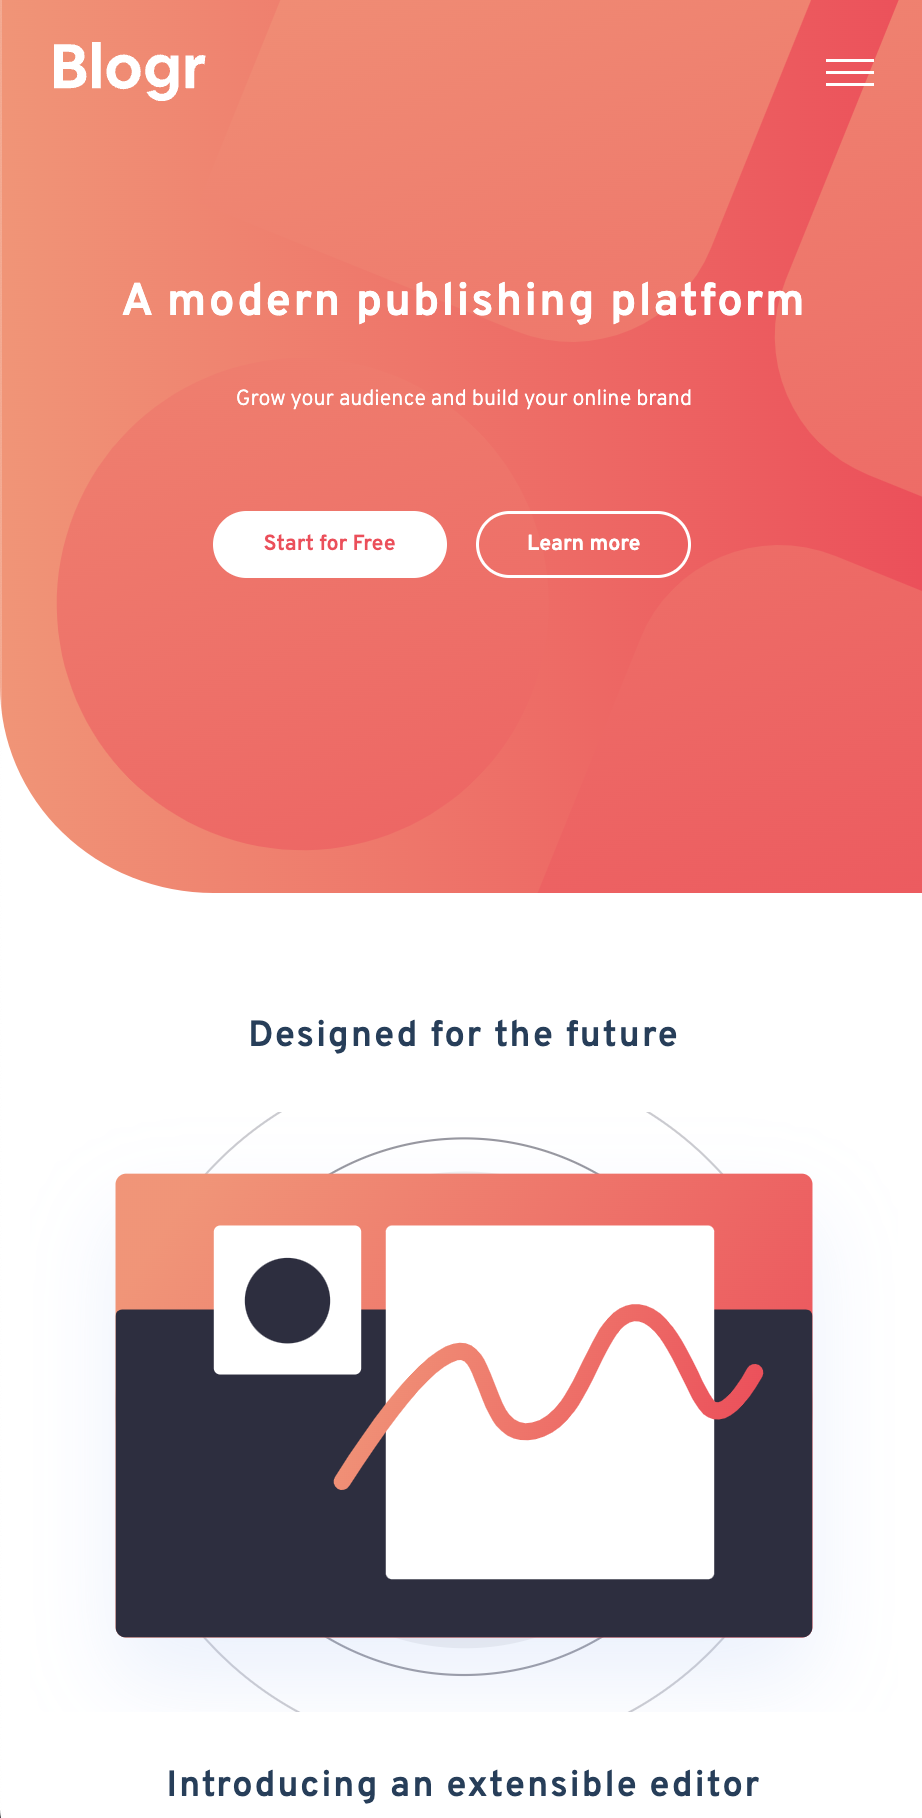 Blogr
A modern publishing platform
Grow your audience and build your online brand
Start for Free
Learn more
Designed for the future
Introducing an extensible editor